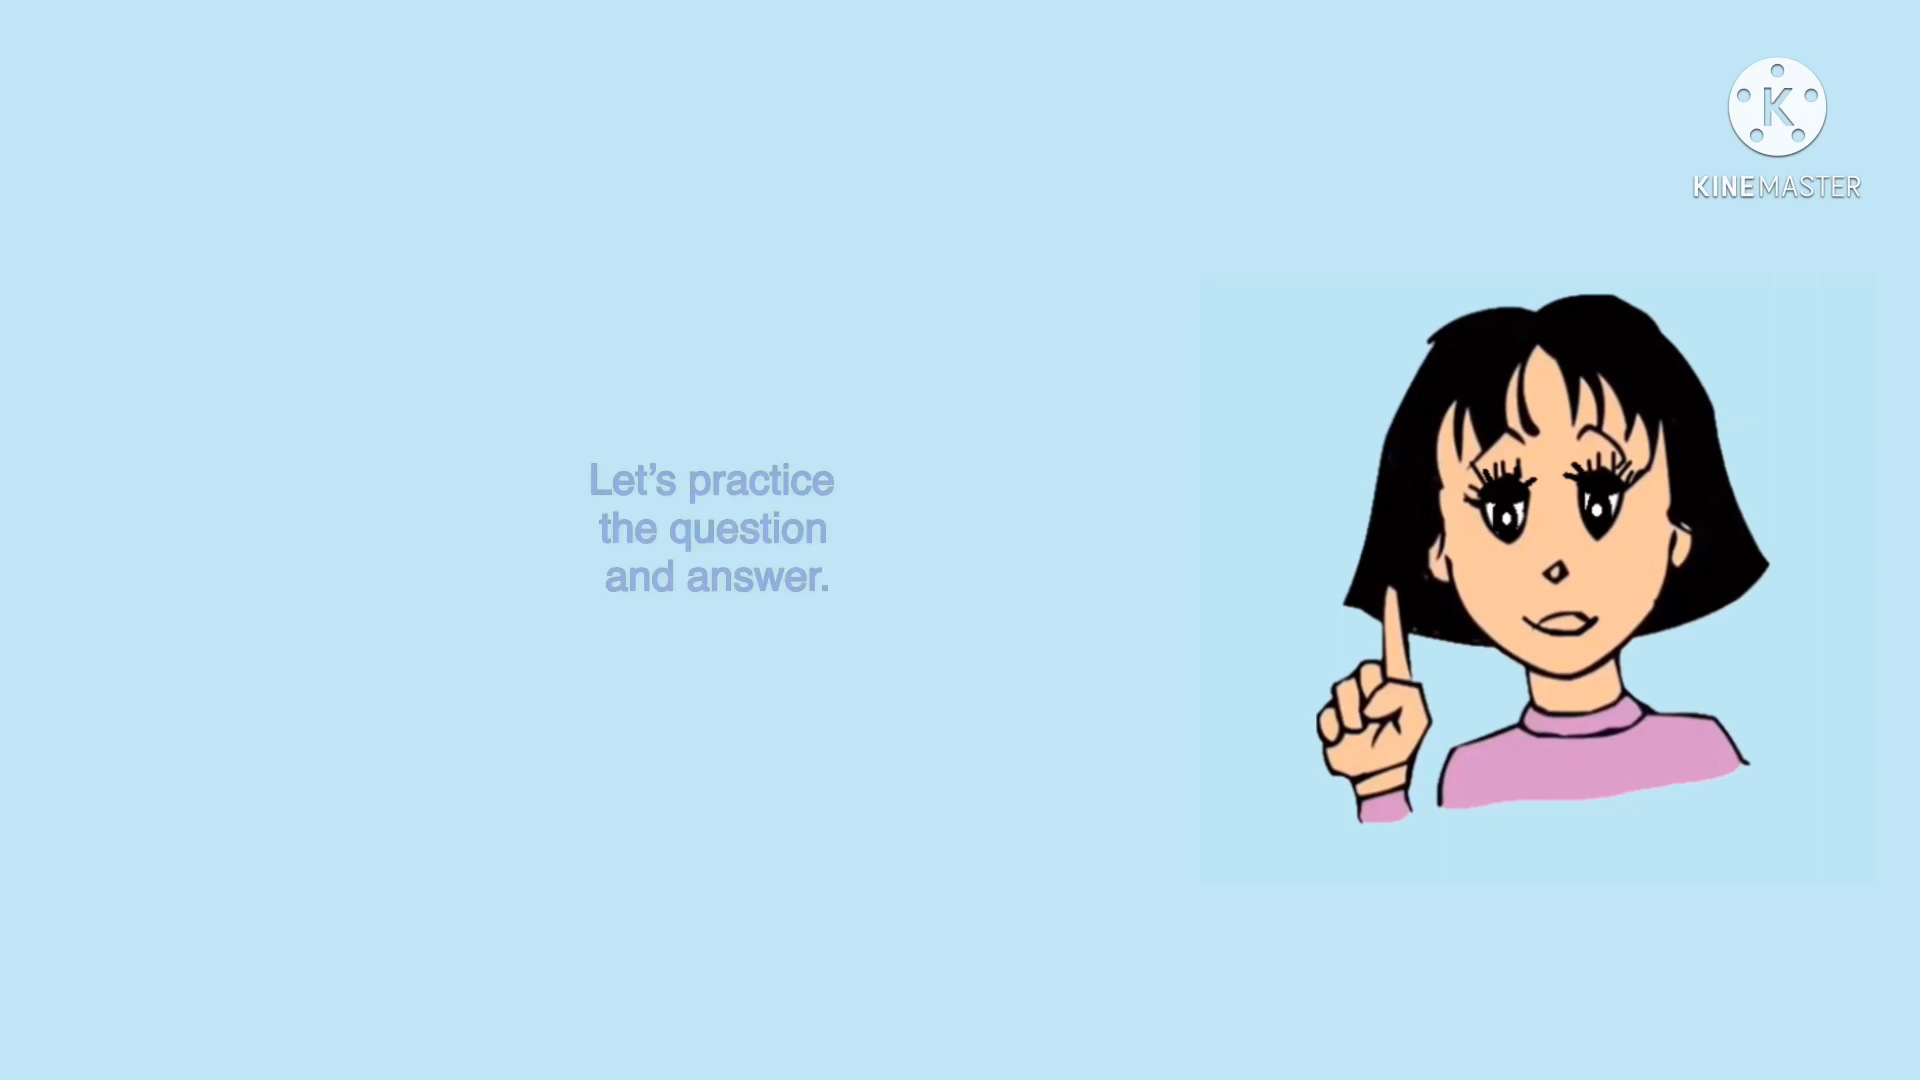 K
KINEMASTER
Let’s practice
the question
and answer.